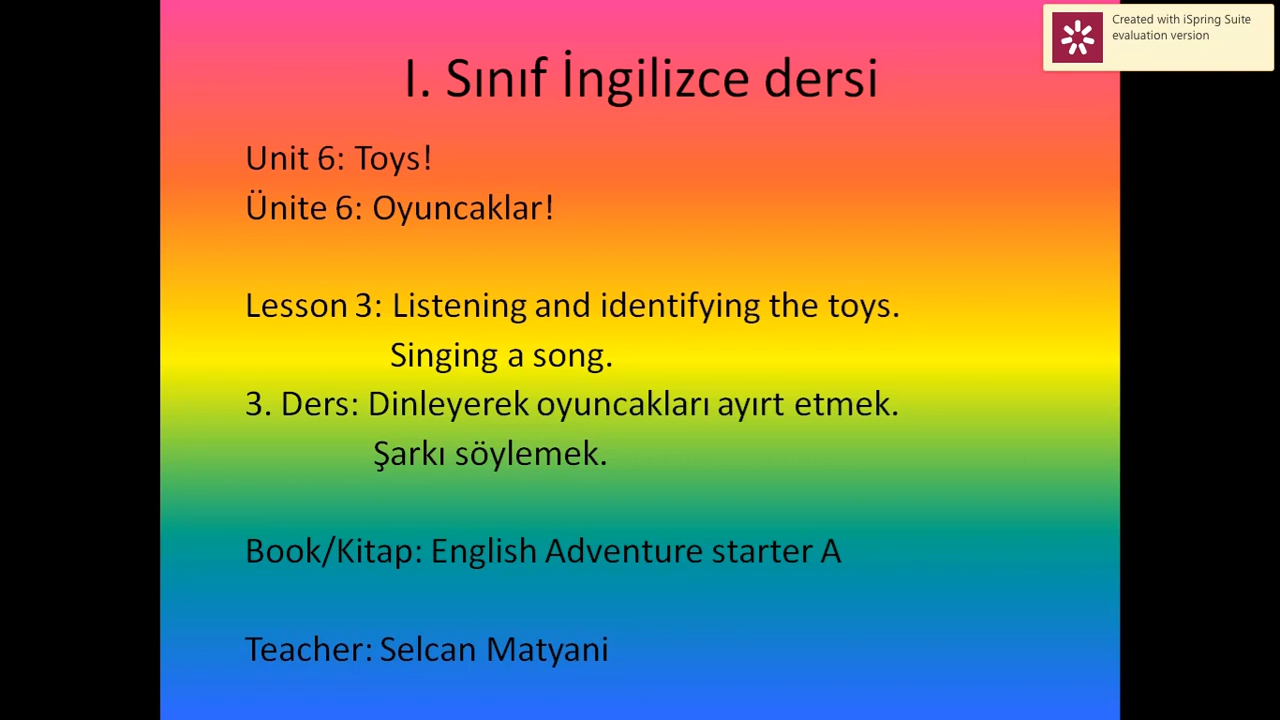 I. Sınıf İngilizce dersi
Created with iSpring Suite
evaluation version
Unit 6: Toys!
Ünite 6: Oyuncaklar!
Lesson 3: Listening and identifying the toys.
Singing a song.
3. Ders: Dinleyerek oyuncakları ayırt etmek.
Şarkı söylemek.
Book/Kitap: English Adventure starter A
Teacher: Selcan Matyani